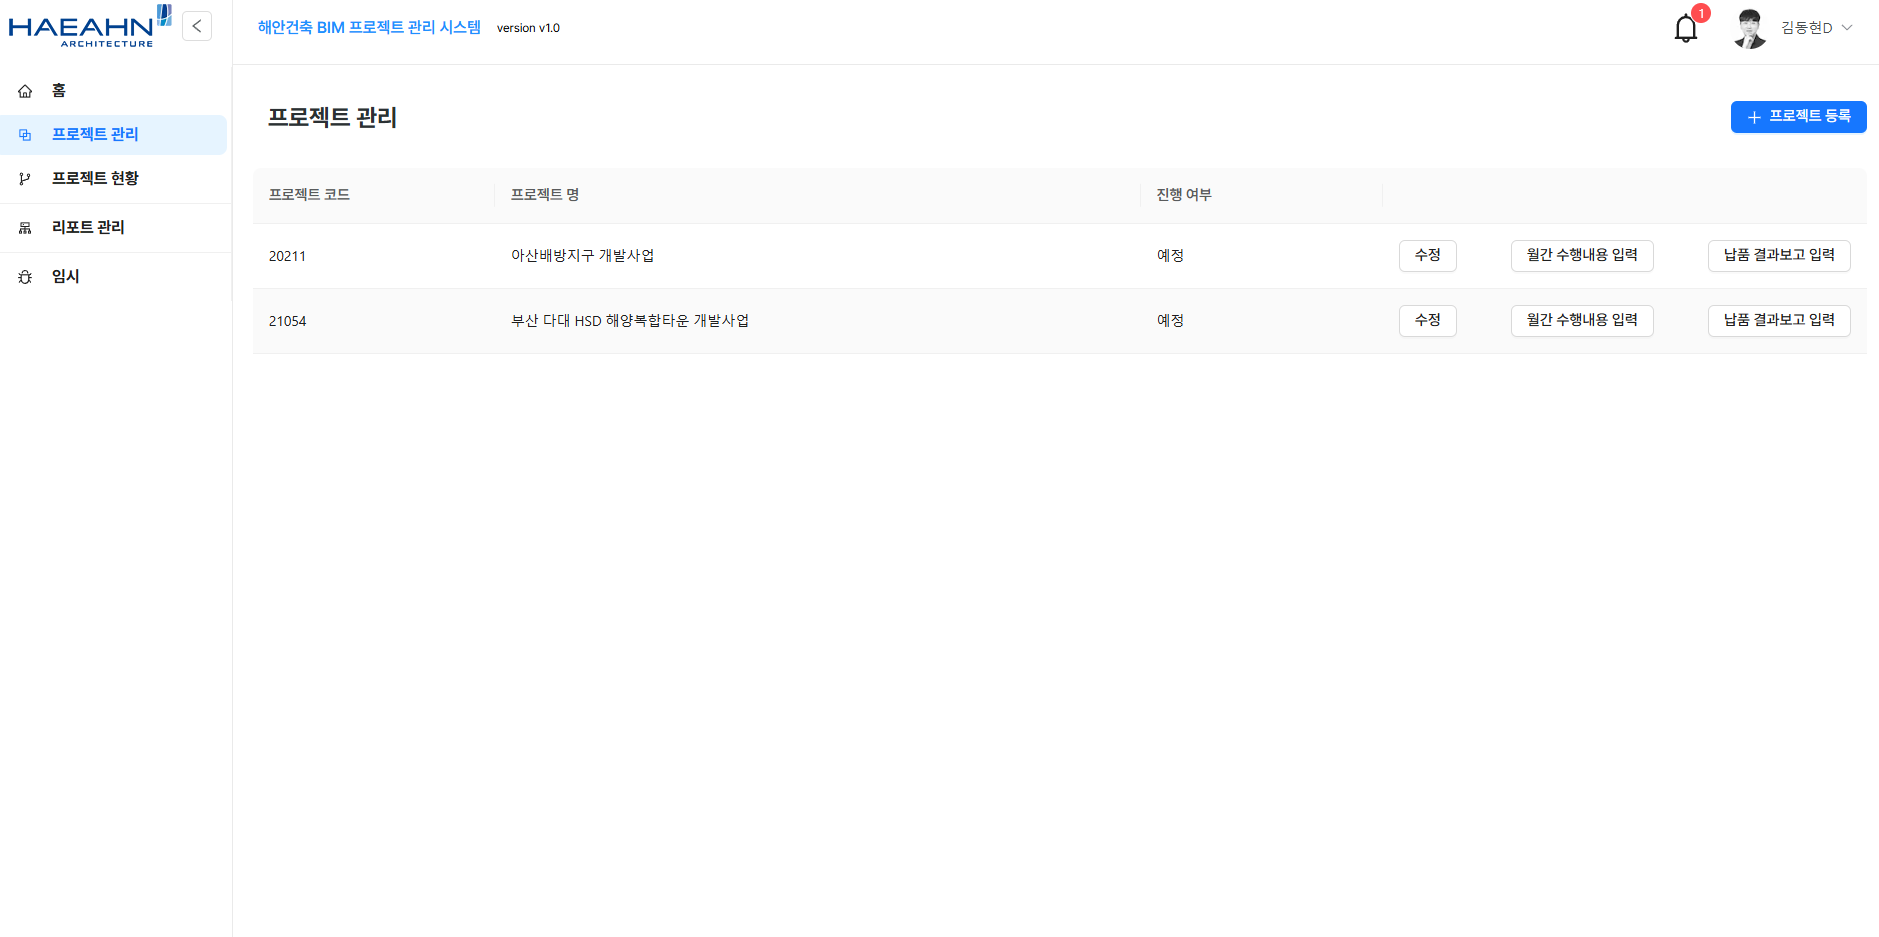 HAEAHN
ARCHITECTURE
해안건축 BIM 프로젝트 관리 시스템 version v1.0
1
김동현D
홈
프로젝트 관리
프로젝트 현황
리포트 관리
임시
프로젝트 관리
프로젝트 등록
프로젝트 코드 프로젝트 명 진행 여부
20211 아산배방지구 개발사업 예정 수정 월간 수행내용 입력 납품 결과보고 입력
21054 부산 다대 HSD 해양복합타운 개발사업 예정 수정 월간 수행내용 입력 납품 결과보고 입력